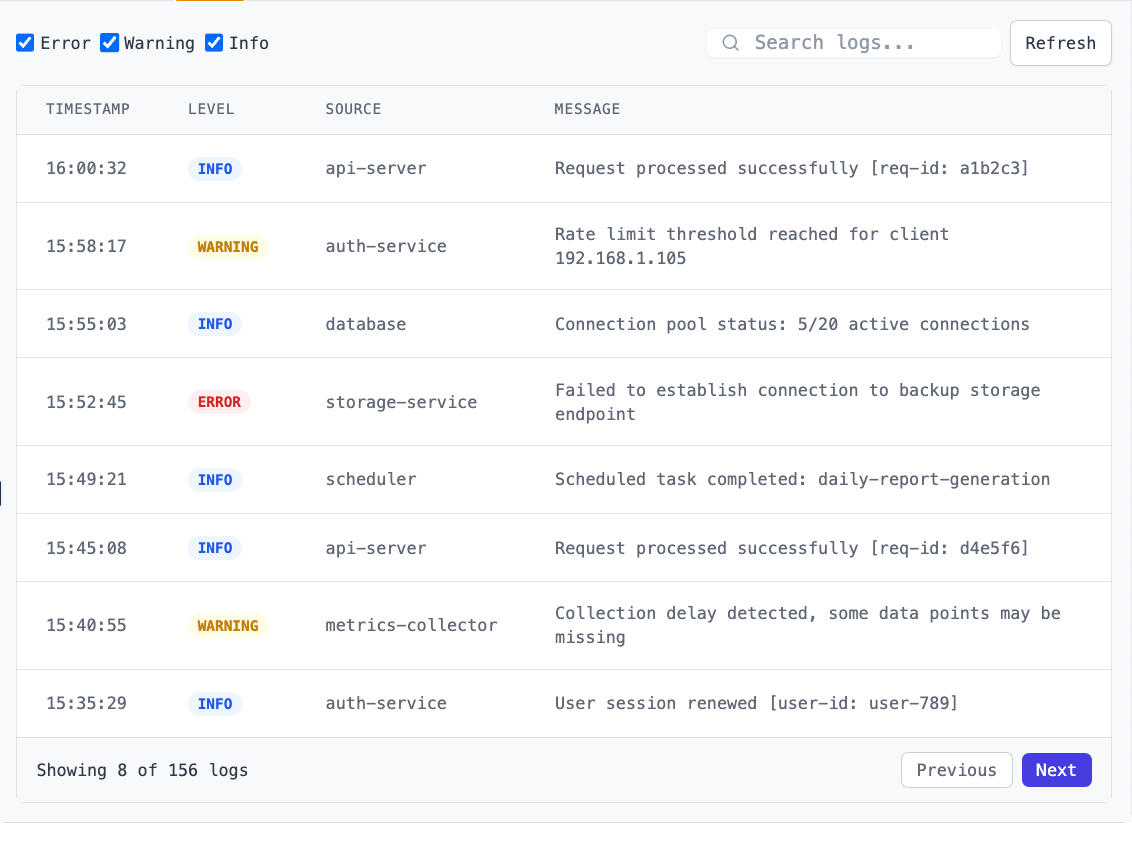 Error Warning Info Search logs... Refresh
TIMESTAMP LEVEL SOURCE MESSAGE
16:00:32 INFO api-server Request processed successfully [req-id: a1b2c3]
15:58:17 WARNING auth-service Rate limit threshold reached for client
192.168.1.105
15:55:03 INFO database Connection pool status: 5/20 active connections
15:52:45 ERROR storage-service Failed to establish connection to backup storage
endpoint
15:49:21 INFO scheduler Scheduled task completed: daily-report-generation
15:45:08 INFO api-server Request processed successfully [req-id: d4e5f6]
15:40:55 WARNING metrics-collector Collection delay detected, some data points may be
missing
15:35:29 INFO auth-service User session renewed [user-id: user-789]
Showing 8 of 156 logs Previous Next